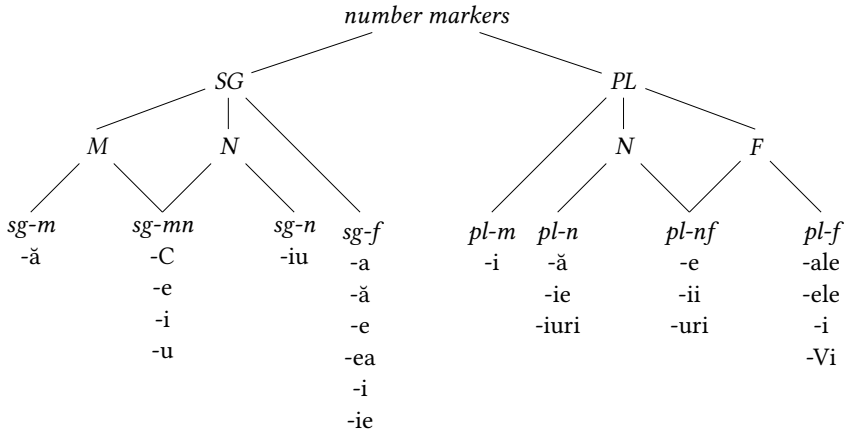 number markers
SG PL
M N N F
sg-m sg-mn sg-n sg-f pl-m pl-n pl-nf pl-f
-ă -C -iu -a -i -ă -e -ale
-e -ă -ie -ii -ele
-i -e -iuri -uri -i
-u -ea -Vi
-i
-ie